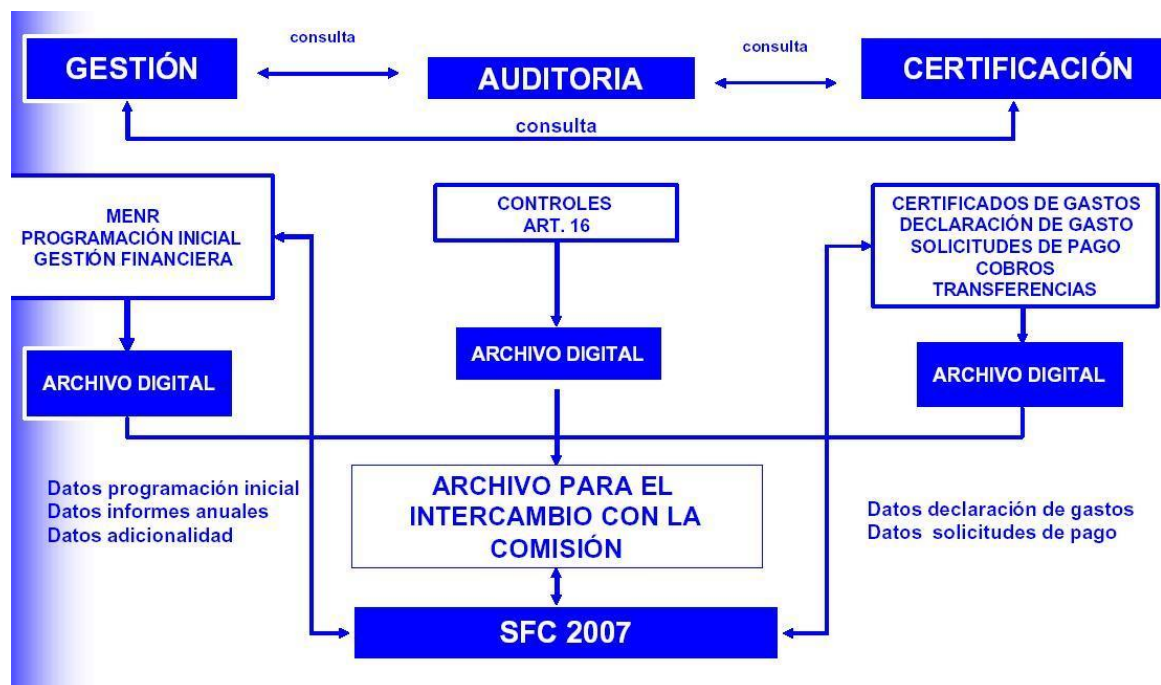 consulta
consulta
GESTIÓN
AUDITORIA
CERTIFICACIÓN
consulta
MENR
PROGRAMACIÓN INICIAL
GESTIÓN FINANCIERA
CONTROLES
ART. 16
CERTIFICADOS DE GASTOS
DECLARACIÓN DE GASTO
SOLICITUDES DE PAGO
COBROS
TRANSFERENCIAS
ARCHIVO DIGITAL
ARCHIVO DIGITAL
ARCHIVO DIGITAL
Datos programación inicial
Datos informes anuales
Datos adicionalidad
ARCHIVO PARA EL
INTERCAMBIO CON LA
COMISIÓN
Datos declaración de gastos
Datos solicitudes de pago
SFC 2007